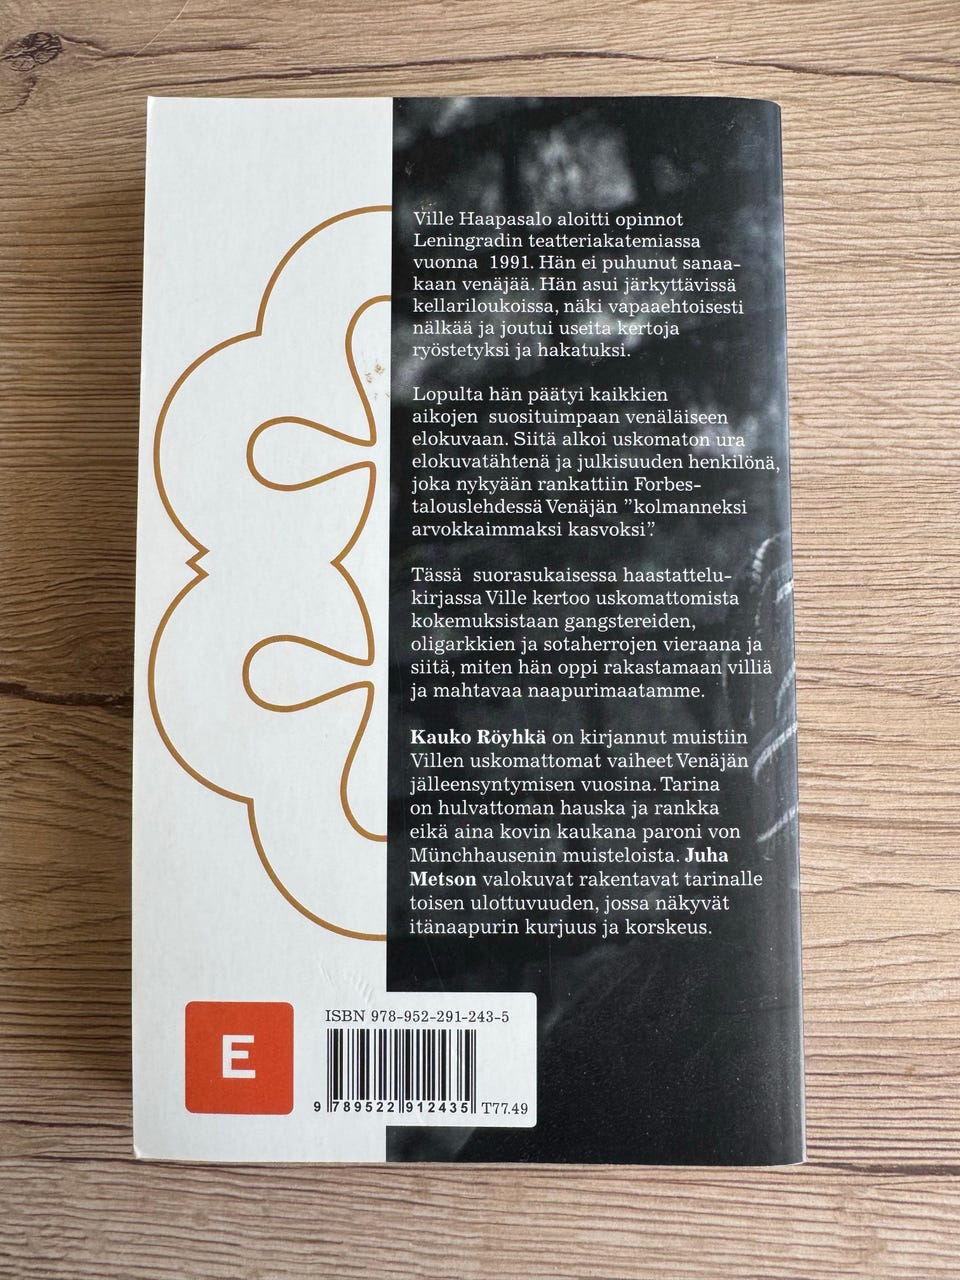 Ville Haapasalo aloitti opinnot
Leningradin teatteriakatemiassa
vuonna 1991. Hän ei puhunut sanaa-
kaan venäjää. Hän asui järkyttävissä
kellariloukoissa, näki vapaaehtoisesti
nälkää ja joutui useita kertoja
ryöstetyksi ja hakatuksi.
Lopulta hän päätyi kaikkien
aikojen suosituimpaan venäläiseen
elokuvaan. Siitä alkoi uskomaton ura
elokuvatähtenä ja julkisuuden henkilönä,
joka nykyään rankattiin Forbes-
talouslehdessä Venäjän ”kolmanneksi
arvokkaimmaksi kasvoksi”.
Tässä suorasukaisessa haastattelu-
kirjassa Ville kertoo uskomattomista
kokemuksistaan gangstereiden,
oligarkkien ja sotaherrojen vieraana ja
siitä, miten hän oppi rakastamaan villiä
ja mahtavaa naapurimaatamme.
Kauko Röyhkä on kirjannut muistiin
Villen uskomattomat vaiheet Venäjän
jälleensyntymisen vuosina. Tarina
on hulvattoman hauska ja rankka
eikä aina kovin kaukana paroni von
Münchhausenin muisteloista. Juha
Metson valokuvat rakentavat tarinalle
toisen ulottuvuuden, jossa näkyvät
itänaapurin kurjuus ja korskeus.
E
ISBN 978-952-291-243-5
9 789522 912435 T77.49